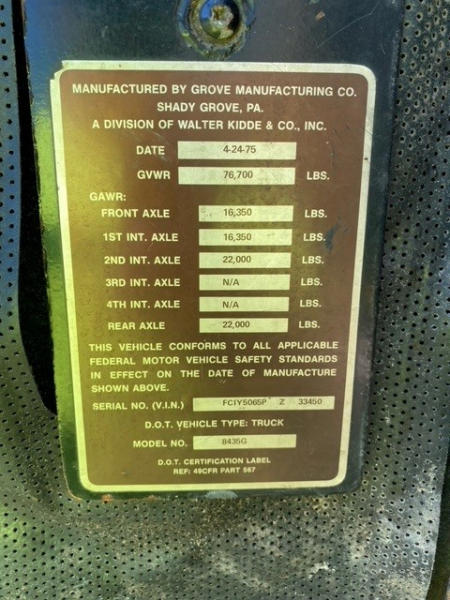 MANUFACTURED BY GROVE MANUFACTURING CO.
SHADY GROVE, PA.
A DIVISION OF WALTER KIDDE & CO., INC.
DATE 4-24-75
GVWR 76,700 LBS.
GAWR:
FRONT AXLE 16,350 LBS.
1ST INT. AXLE 16,350 LBS.
2ND INT. AXLE 22,000 LBS.
3RD INT. AXLE N/A LBS.
4TH INT. AXLE N/A LBS.
REAR AXLE 22,000 LBS.
THIS VEHICLE CONFORMS TO ALL APPLICABLE
FEDERAL MOTOR VEHICLE SAFETY STANDARDS
IN EFFECT ON THE DATE OF MANUFACTURE
SHOWN ABOVE.
SERIAL NO. (V.I.N.) FC1Y5065P Z 33450
D.O.T. VEHICLE TYPE: TRUCK
MODEL NO. 8435G
D.O.T. CERTIFICATION LABEL
REF: 49CFR PART 567